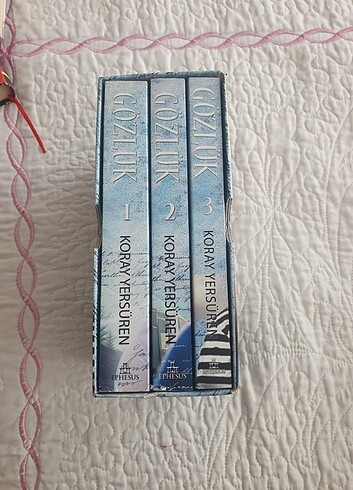 GÖZLÜK 1 KORAY YERSÜREN
EPHESUS
GÖZLÜK 2 KORAY YERSÜREN
EPHESUS
GÖZLÜK 3 KORAY YERSÜREN